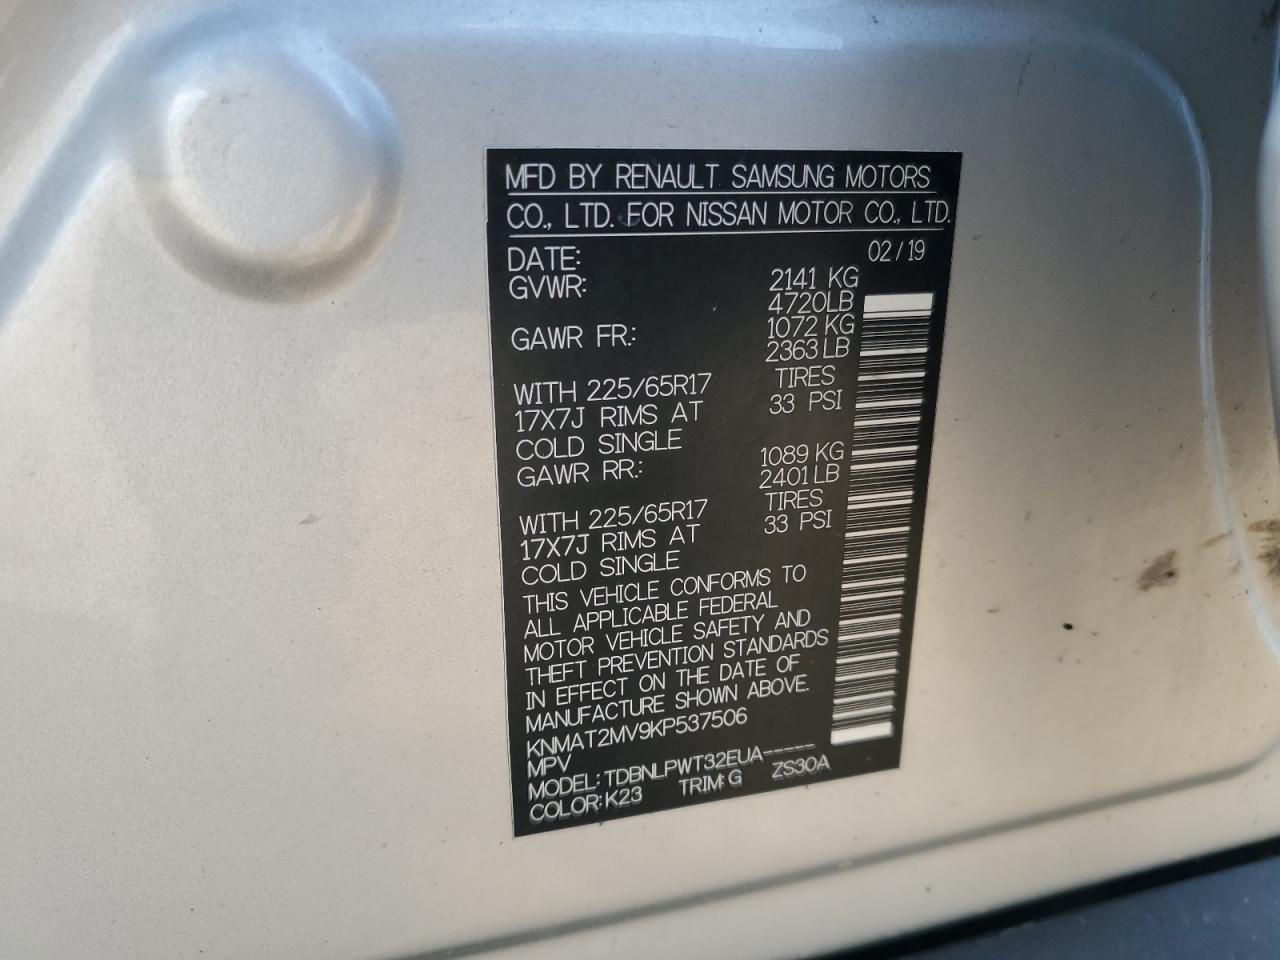 MFD BY RENAULT SAMSUNG MOTORS
CO., LTD. FOR NISSAN MOTOR CO., LTD.
DATE: 02/19
GVWR: 2141 KG
4720LB
GAWR FR.: 1072 KG
2363 LB
WITH 225/65R17 TIRES
17X7J RIMS AT 33 PSI
COLD SINGLE
GAWR RR.: 1089 KG
2401 LB
WITH 225/65R17 TIRES
17X7J RIMS AT 33 PSI
COLD SINGLE
THIS VEHICLE CONFORMS TO
ALL APPLICABLE FEDERAL
MOTOR VEHICLE SAFETY AND
THEFT PREVENTION STANDARDS
IN EFFECT ON THE DATE OF
MANUFACTURE SHOWN ABOVE.
KNMAT2MV9KP537506
MPV
MODEL: TDBNLPWT32EUA-----
COLOR: K23 TRIM: G ZS30A